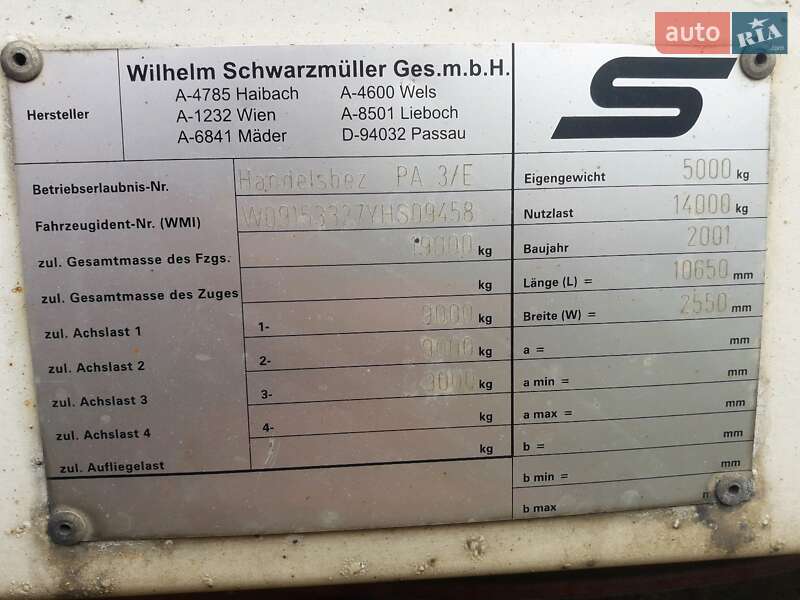 auto RIA
Hersteller
Wilhelm Schwarzmüller Ges.m.b.H.
A-4785 Haibach A-4600 Wels
A-1232 Wien A-8501 Lieboch
A-6841 Mäder D-94032 Passau
S
Betriebserlaubnis-Nr. Handelsbez PA 3/E
Fahrzeugident-Nr. (WMI)
zul. Gesamtmasse des Fzgs. 19000 kg
zul. Gesamtmasse des Zuges kg
zul. Achslast 1 1- 9000 kg
zul. Achslast 2 2- 9000 kg
zul. Achslast 3 3- 9000 kg
zul. Achslast 4 4- kg
zul. Aufliegelast kg
Eigengewicht 5000 kg
Nutzlast 14000 kg
Baujahr 2001
Länge (L) = 10650 mm
Breite (W) = 2550 mm
a = mm
a min = mm
a max = mm
b = mm
b min = mm
b max